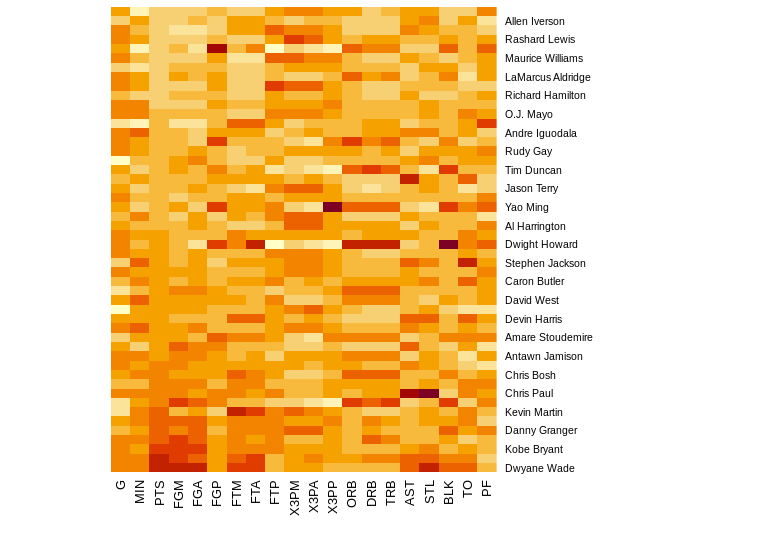 Allen Iverson
Rashard Lewis
Maurice Williams
LaMarcus Aldridge
Richard Hamilton
O.J. Mayo
Andre Iguodala
Rudy Gay
Tim Duncan
Jason Terry
Yao Ming
Al Harrington
Dwight Howard
Stephen Jackson
Caron Butler
David West
Devin Harris
Amare Stoudemire
Antawn Jamison
Chris Bosh
Chris Paul
Kevin Martin
Danny Granger
Kobe Bryant
Dwyane Wade
G
MIN
PTS
FGM
FGA
FGP
FTM
FTA
FTP
X3PM
X3PA
X3PP
ORB
DRB
TRB
AST
STL
BLK
TO
PF